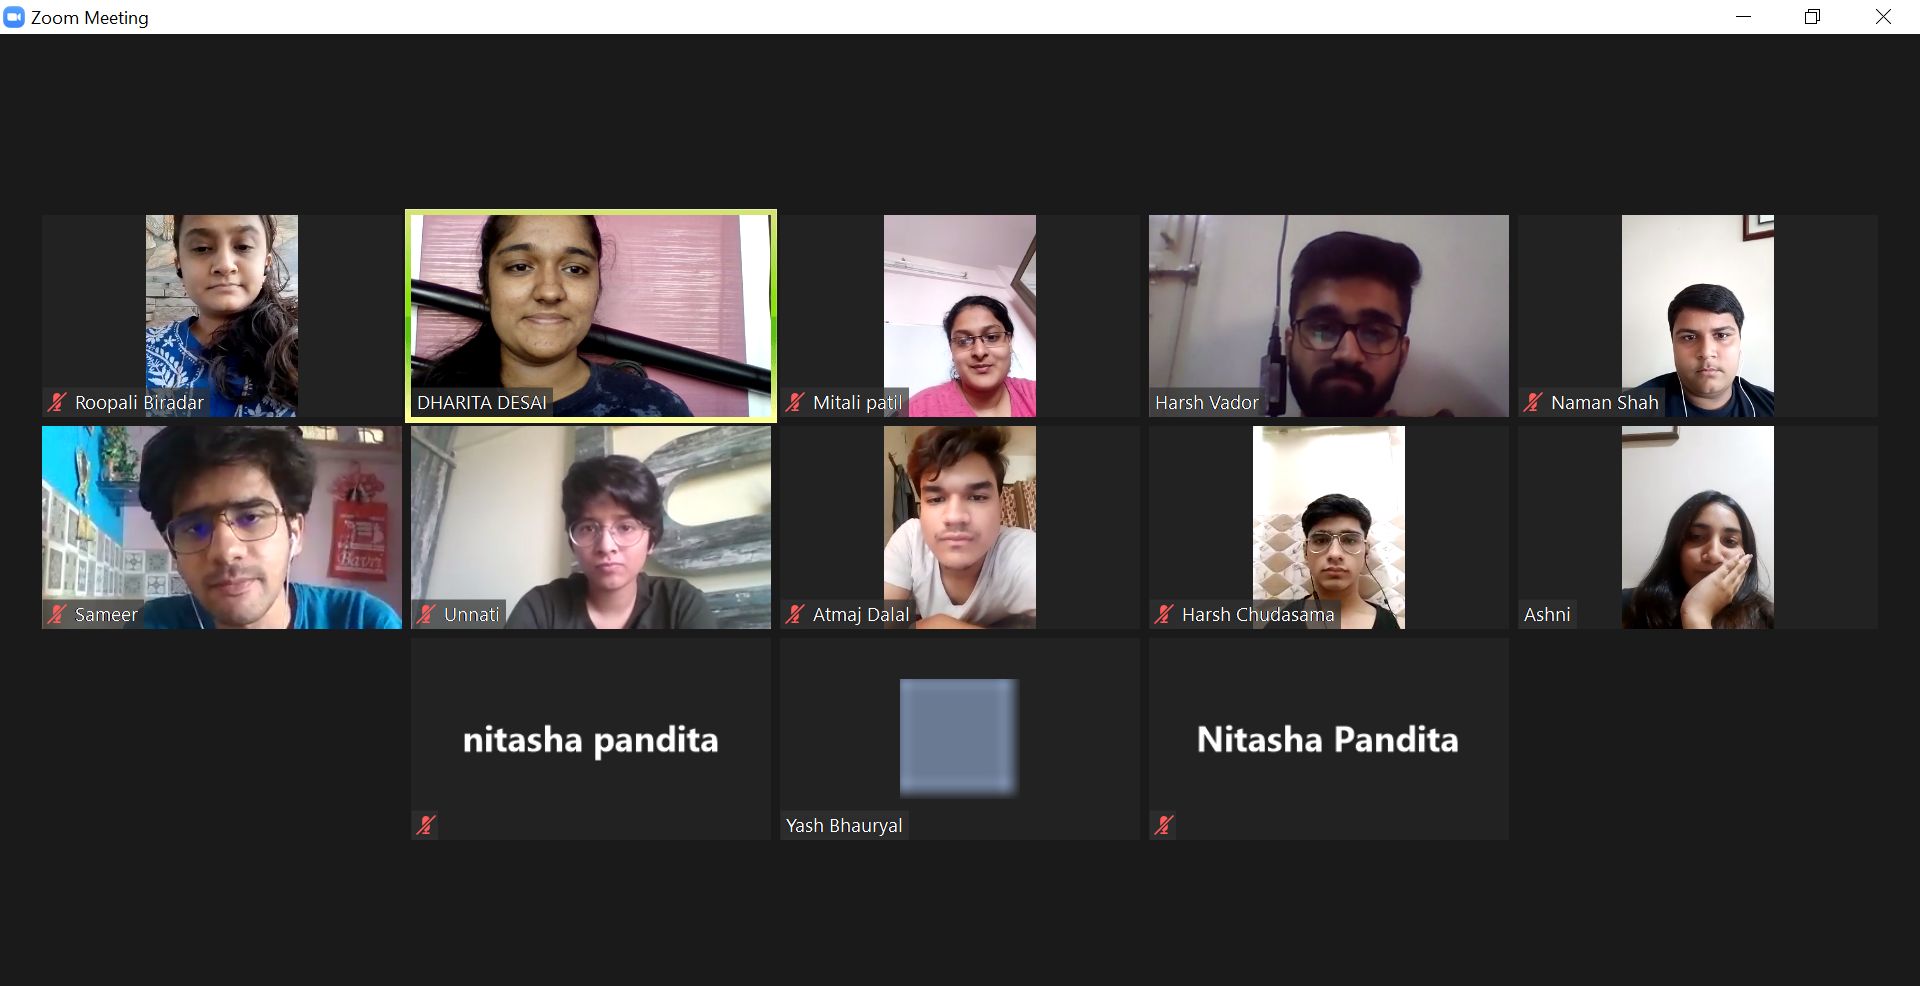 Zoom Meeting
Roopali Biradar
DHARITA DESAI
Mitali patil
Harsh Vador
Naman Shah
Bavri
Sameer
Unnati
Atmaj Dalal
Harsh Chudasama
Ashni
nitasha pandita
Yash Bhauryal
Nitasha Pandita